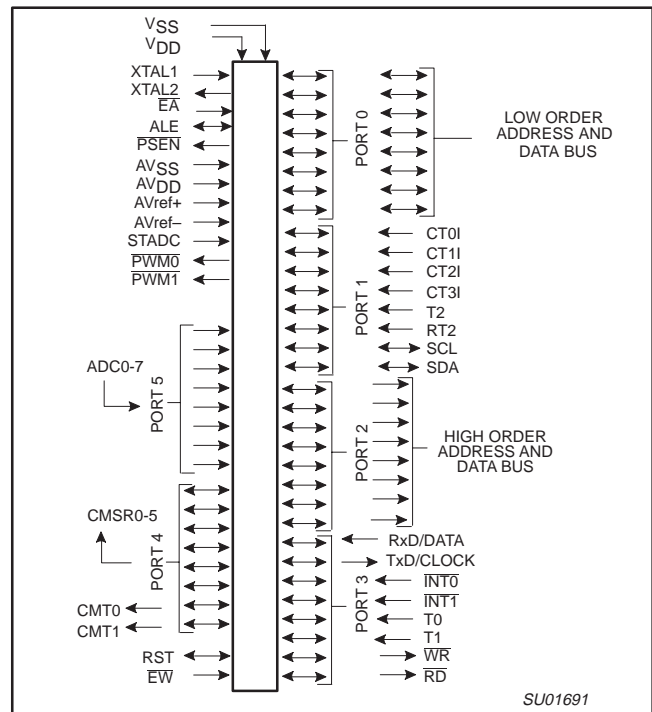 VSS
VDD
XTAL1
XTAL2
EA
ALE
PSEN
AVSS
AVDD
AVref+
AVref–
STADC
PWM0
PWM1
ADC0-7
PORT 5
CMSR0-5
PORT 4
CMT0
CMT1
RST
EW
PORT 0
LOW ORDER
ADDRESS AND
DATA BUS
PORT 1
CT0I
CT1I
CT2I
CT3I
T2
RT2
SCL
SDA
PORT 2
HIGH ORDER
ADDRESS AND
DATA BUS
PORT 3
RxD/DATA
TxD/CLOCK
INT0
INT1
T0
T1
WR
RD
SU01691